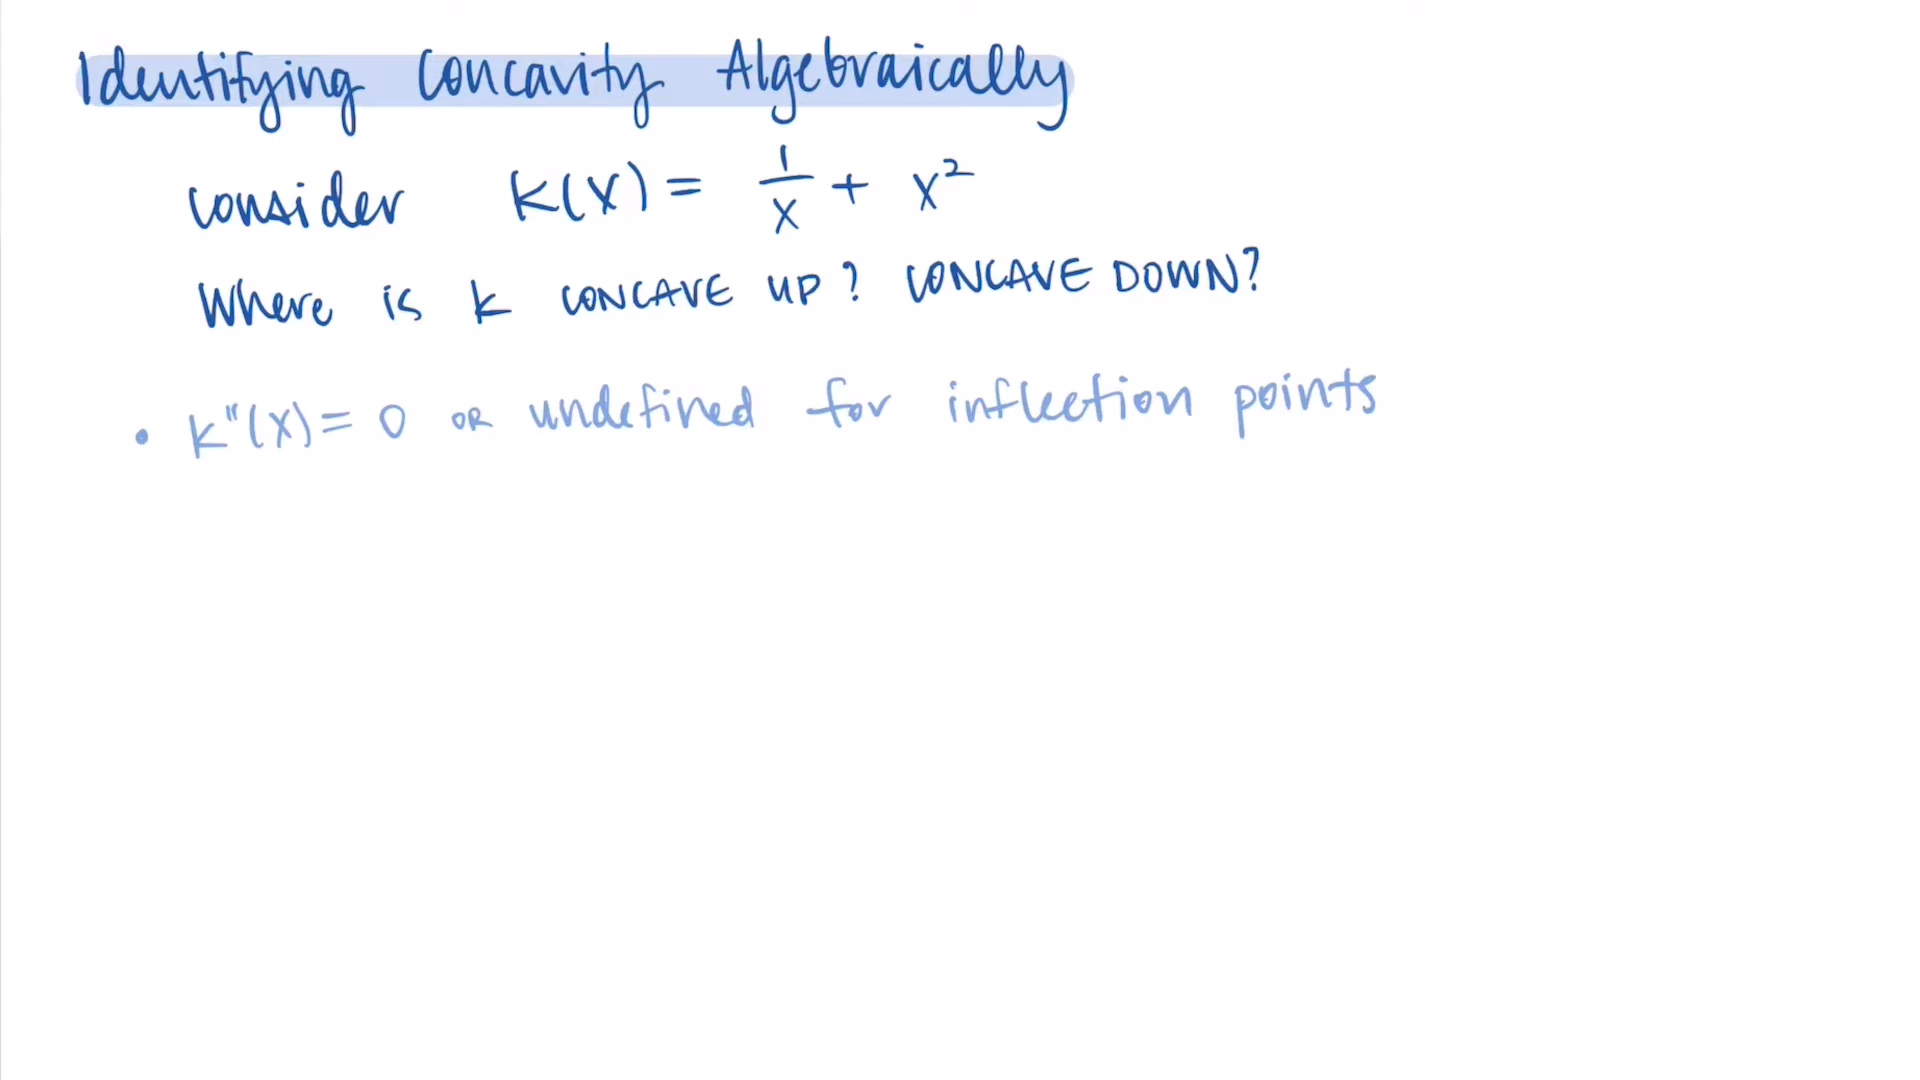 Identifying Concavity Algebraically
consider k(x) = 1/x + x²
Where is k CONCAVE UP? CONCAVE DOWN?
• k"(x) = 0 OR undefined for inflection points